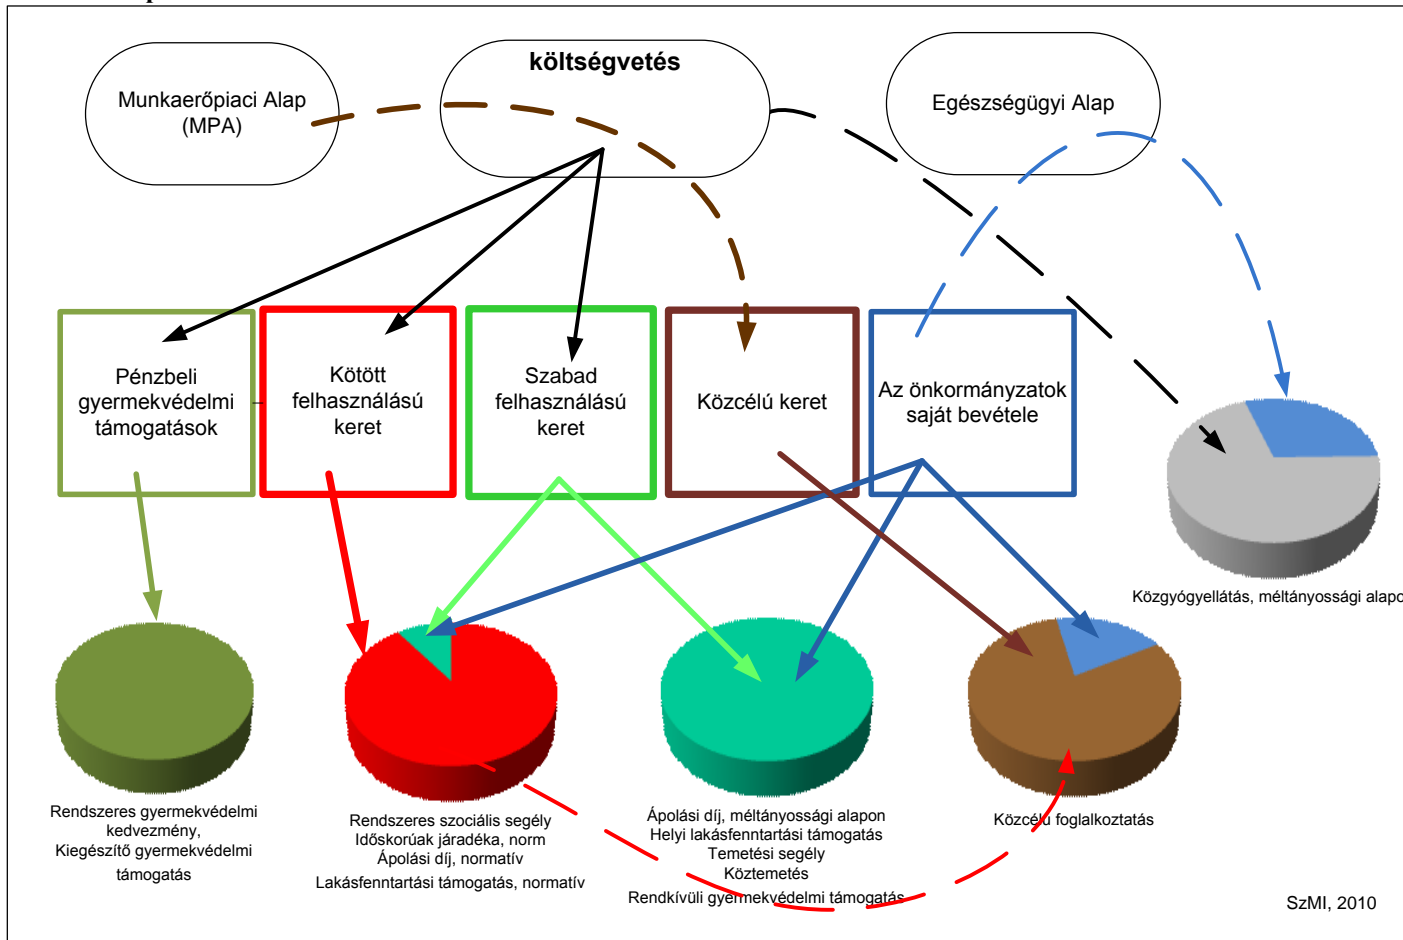 költségvetés
Munkaerőpiaci Alap
(MPA)
Egészségügyi Alap
Pénzbeli
gyermekvédelmi
támogatások
Kötött
felhasználású
keret
Szabad
felhasználású
keret
Közcélú keret
Az önkormányzatok
saját bevétele
Közgyógyellátás, méltányossági alapo
Rendszeres gyermekvédelmi
kedvezmény,
Kiegészítő gyermekvédelmi
támogatás
Rendszeres szociális segély
Időskorúak járadéka, norm
Ápolási díj, normatív
Lakásfenntartási támogatás, normatív
Ápolási díj, méltányossági alapon
Helyi lakásfenntartási támogatás
Temetési segély
Köztemetés
Rendkívüli gyermekvédelmi támogatás
Közcélú foglalkoztatás
SzMI, 2010